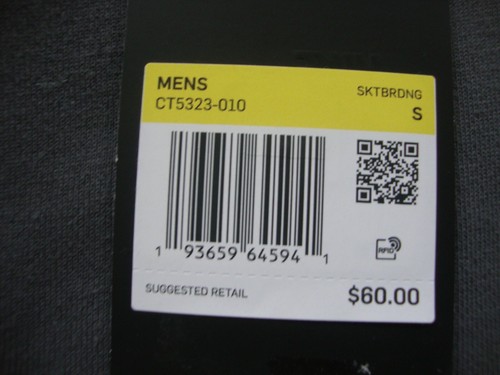 MENS
CT5323-010
SKTBRDNG
S
1 93659 64594 1
RFID
SUGGESTED RETAIL
$60.00